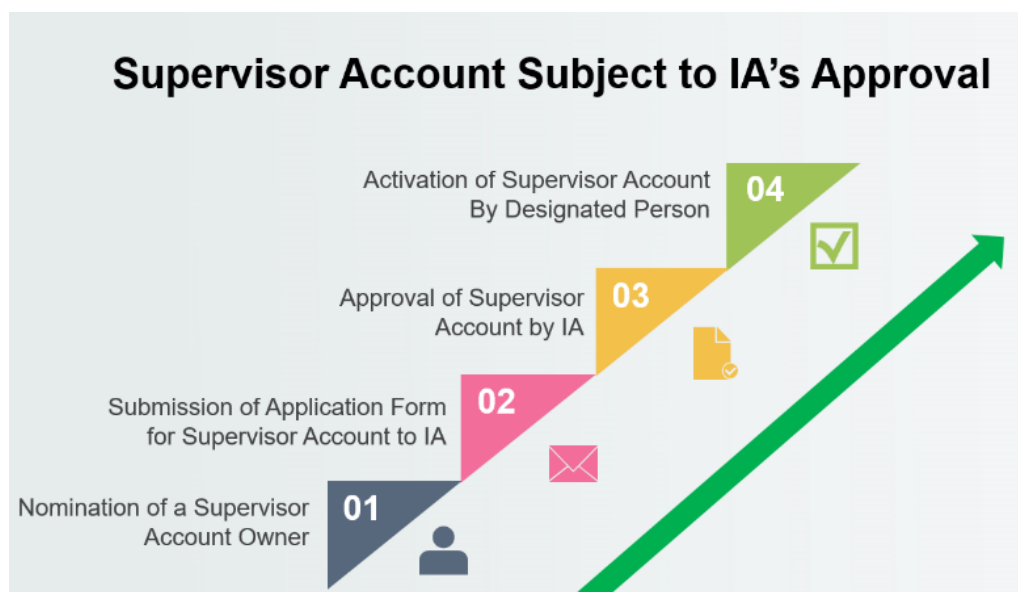 Supervisor Account Subject to IA’s Approval
Activation of Supervisor Account
By Designated Person
04
Approval of Supervisor
Account by IA
03
Submission of Application Form
for Supervisor Account to IA
02
Nomination of a Supervisor
Account Owner
01